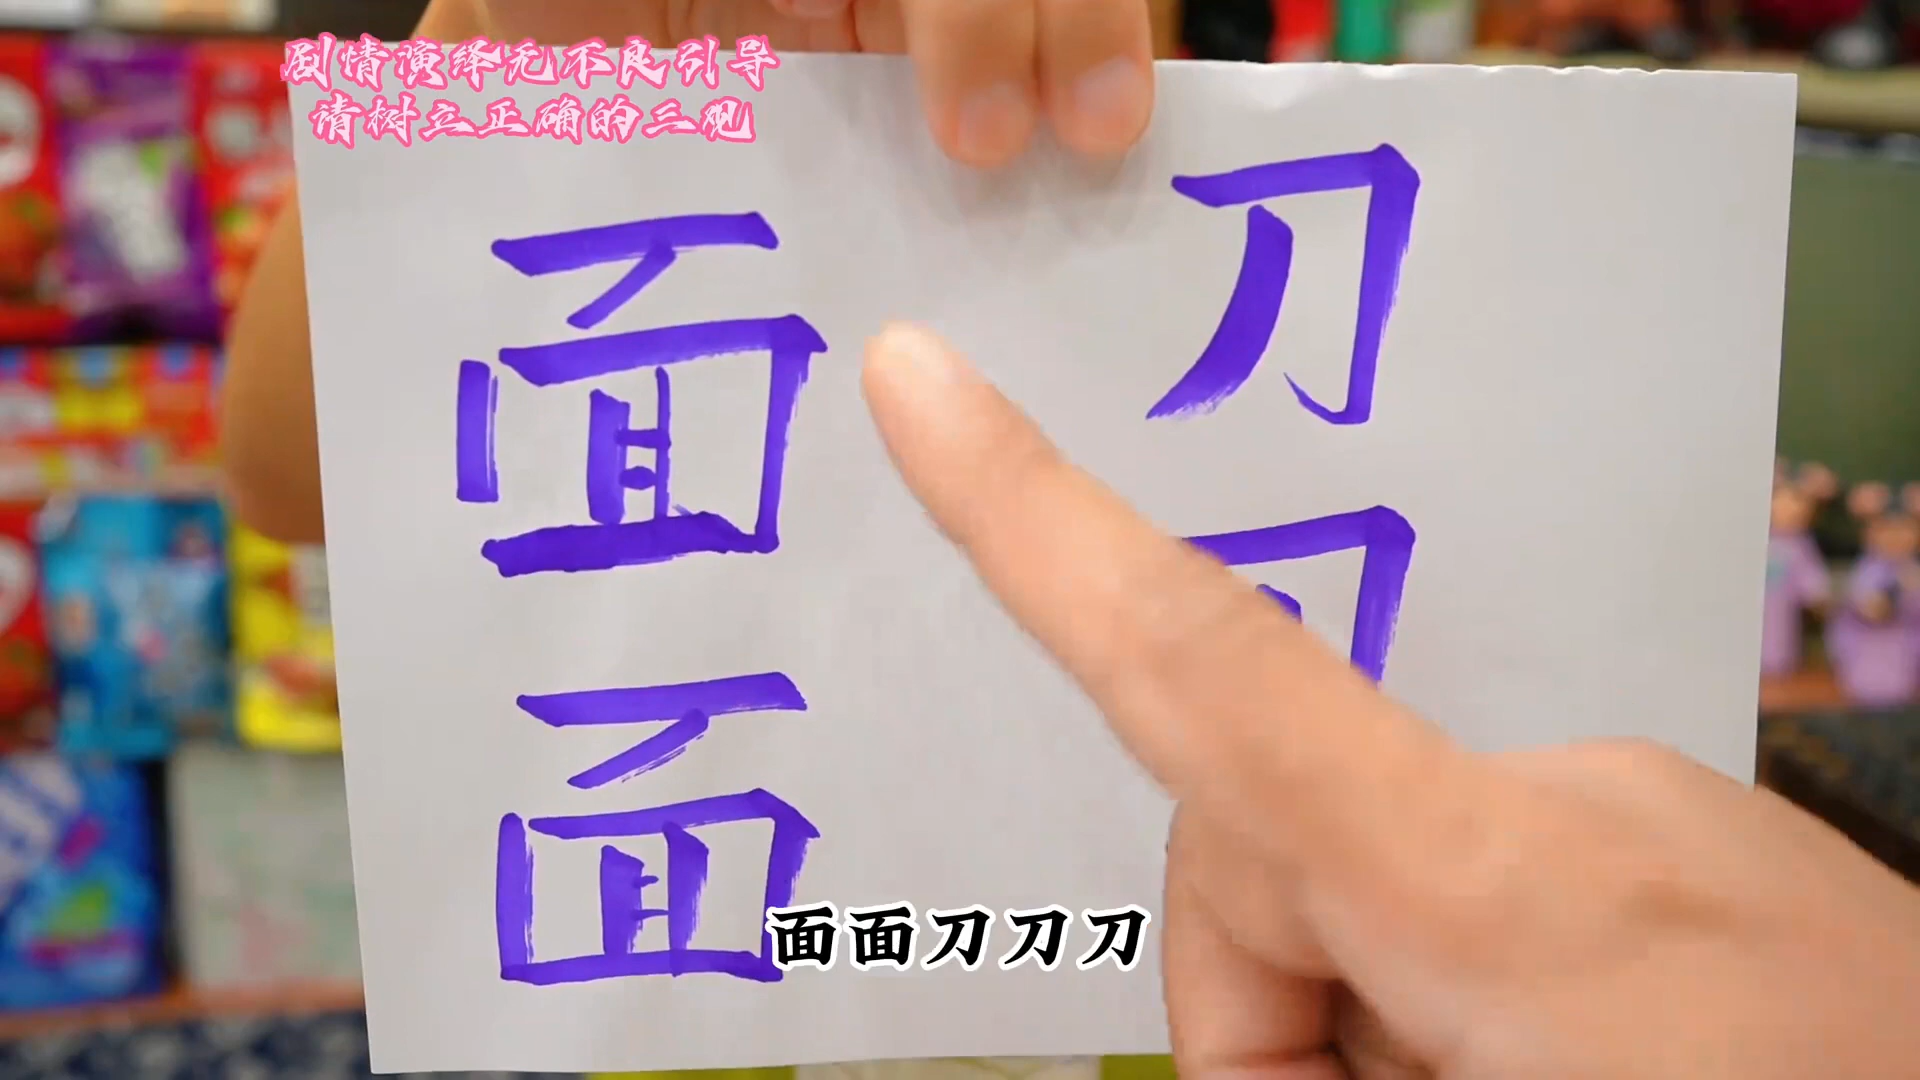 剧情演绎无不良引导
请树立正确的三观
面 刀
面 刀
面面刀刀刀